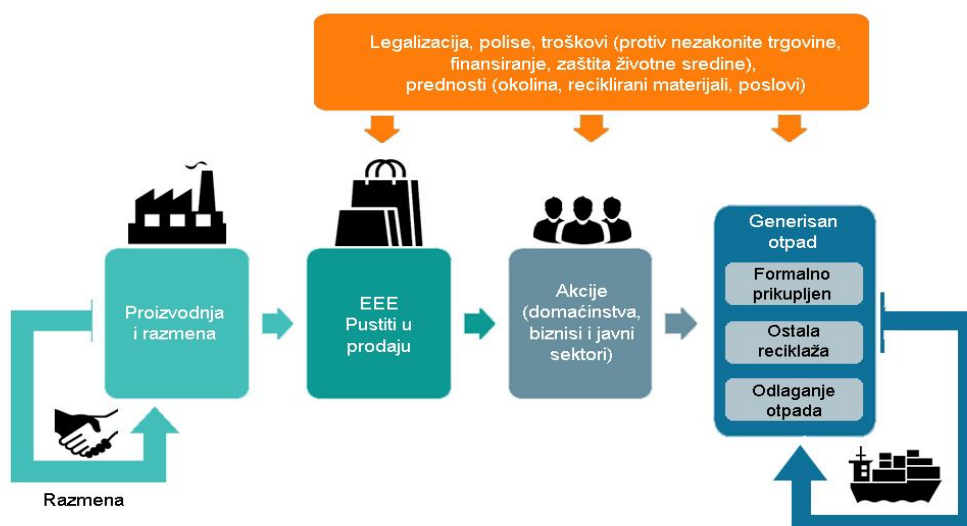 Legalizacija, polise, troškovi (protiv nezakonite trgovine,
finansiranje, zaštita životne sredine),
prednosti (okolina, reciklirani materijali, poslovi)
Proizvodnja
i razmena
EEE
Pustiti u
prodaju
Akcije
(domaćinstva,
biznisi i javni
sektori)
Generisan
otpad
Formalno
prikupljen
Ostala
reciklaža
Odlaganje
otpada
Razmena